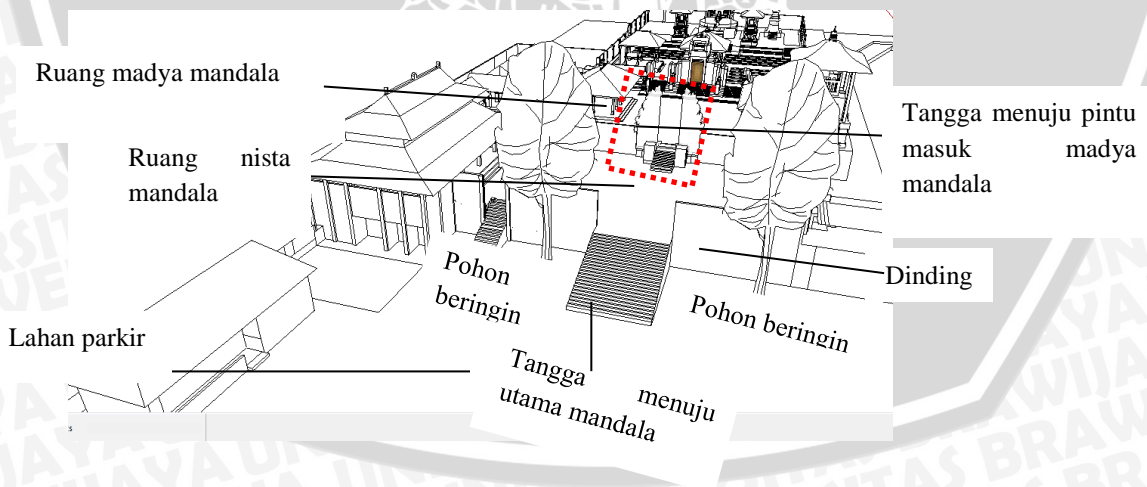 Ruang madya mandala
Ruang nista
mandala
Lahan parkir
Pohon
beringin
Tangga menuju
utama mandala
Pohon beringin
Dinding
Tangga menuju pintu
masuk madya
mandala